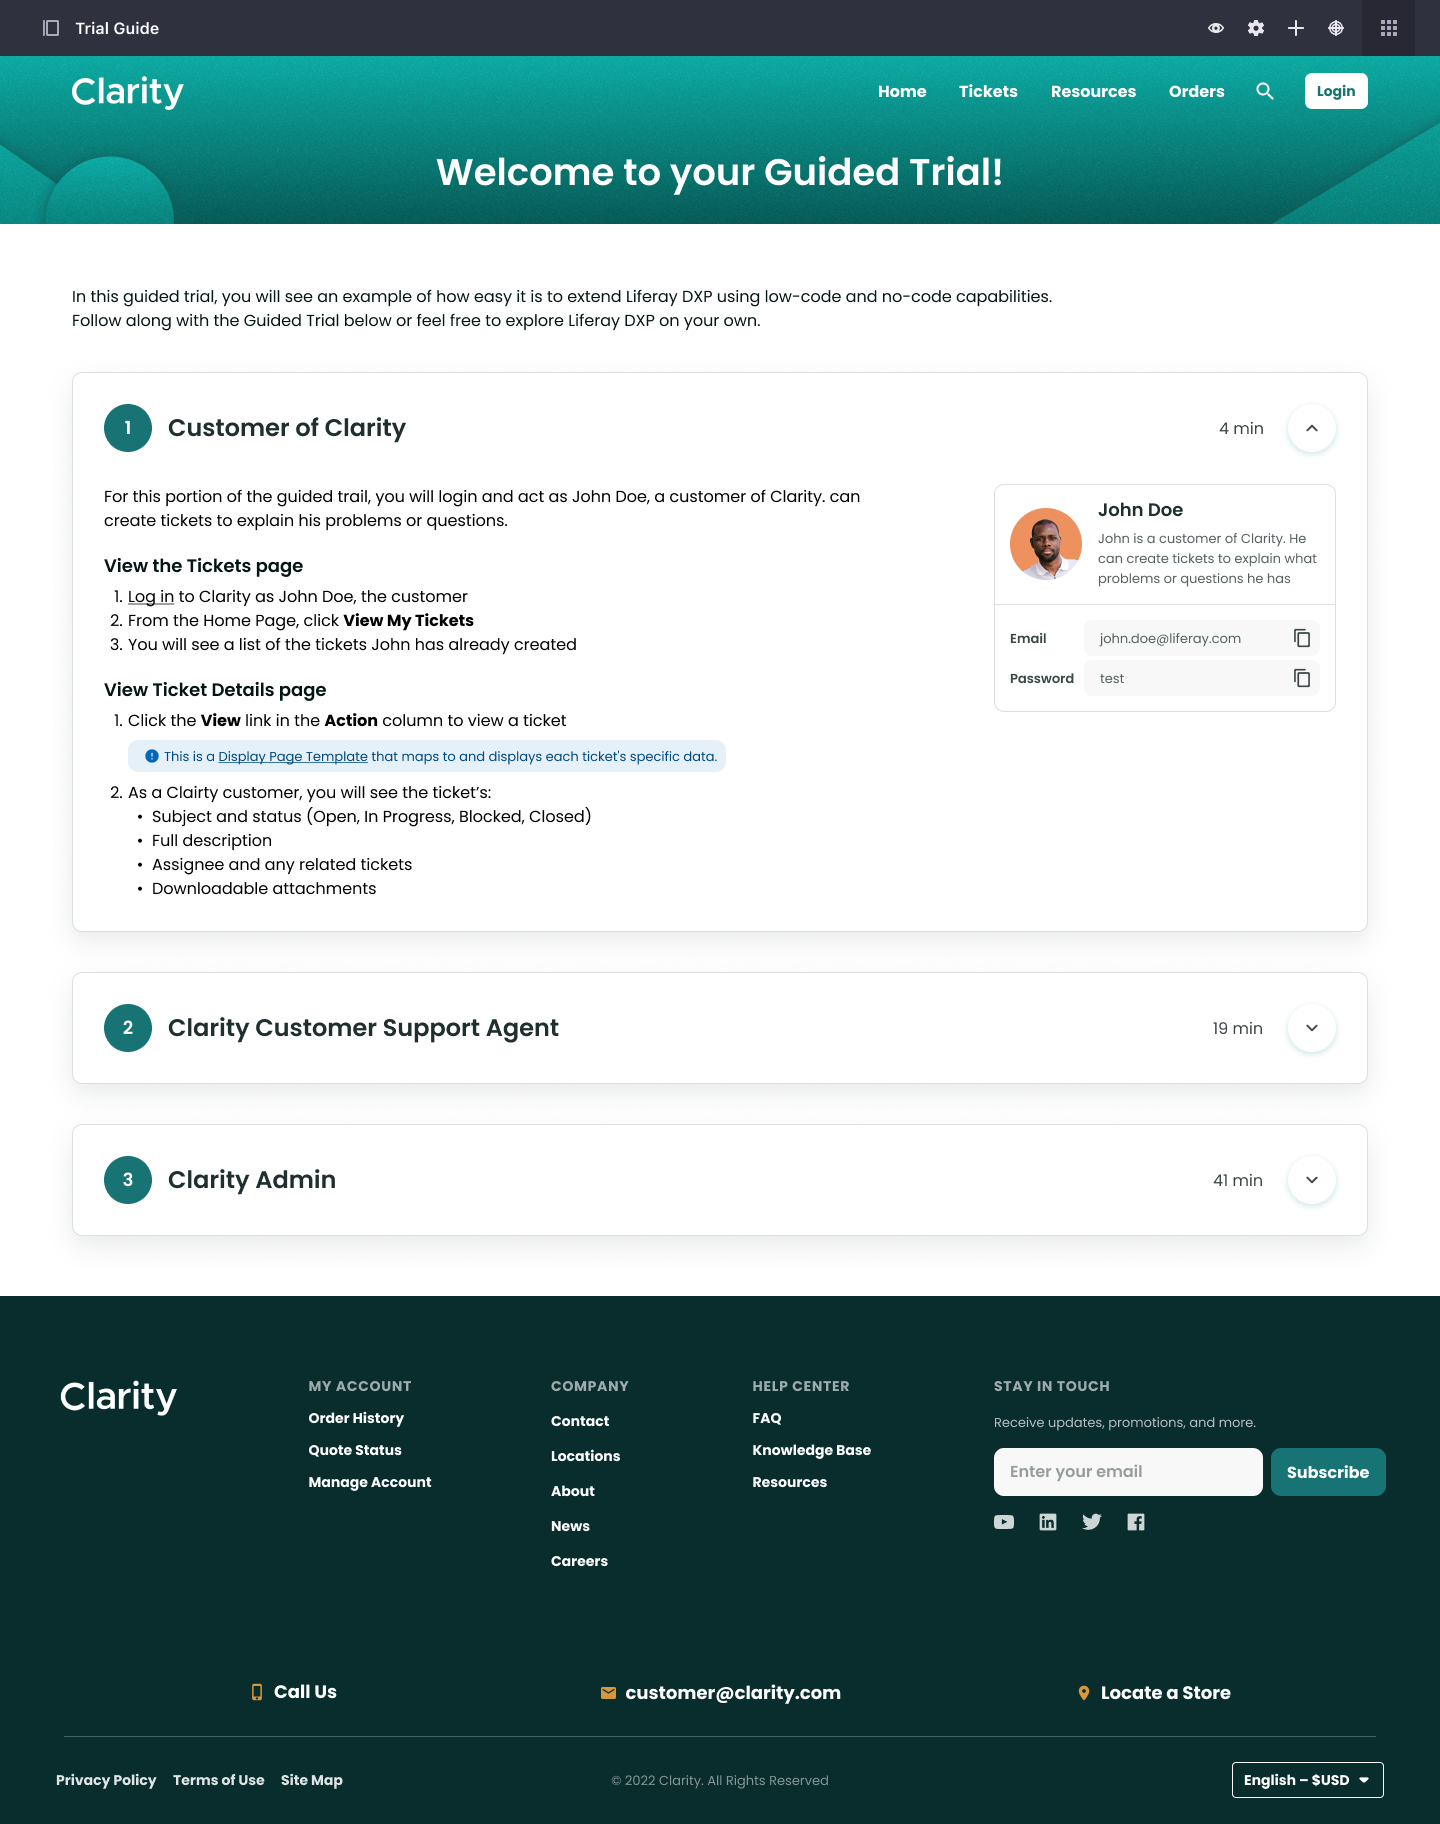 Trial Guide
Clarity
Home
Tickets
Resources
Orders
Login
Welcome to your Guided Trial!
In this guided trial, you will see an example of how easy it is to extend Liferay DXP using low-code and no-code capabilities.
Follow along with the Guided Trial below or feel free to explore Liferay DXP on your own.
1
Customer of Clarity
4 min
For this portion of the guided trail, you will login and act as John Doe, a customer of Clarity. can
create tickets to explain his problems or questions.
View the Tickets page
1. Log in to Clarity as John Doe, the customer
2. From the Home Page, click View My Tickets
3. You will see a list of the tickets John has already created
View Ticket Details page
1. Click the View link in the Action column to view a ticket
This is a Display Page Template that maps to and displays each ticket's specific data.
2. As a Clairty customer, you will see the ticket’s:
• Subject and status (Open, In Progress, Blocked, Closed)
• Full description
• Assignee and any related tickets
• Downloadable attachments
John Doe
John is a customer of Clarity. He
can create tickets to explain what
problems or questions he has
Email
john.doe@liferay.com
Password
test
2
Clarity Customer Support Agent
19 min
3
Clarity Admin
41 min
Clarity
MY ACCOUNT
Order History
Quote Status
Manage Account
COMPANY
Contact
Locations
About
News
Careers
HELP CENTER
FAQ
Knowledge Base
Resources
STAY IN TOUCH
Receive updates, promotions, and more.
Enter your email
Subscribe
Call Us
customer@clarity.com
Locate a Store
Privacy Policy
Terms of Use
Site Map
© 2022 Clarity. All Rights Reserved
English – $USD